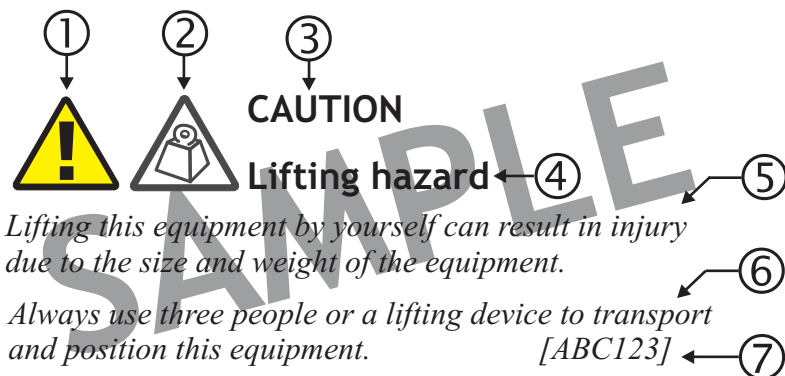 ① ② ③
CAUTION
Lifting hazard ④
⑤
Lifting this equipment by yourself can result in injury
due to the size and weight of the equipment.
⑥
Always use three people or a lifting device to transport
and position this equipment. [ABC123] ⑦
SAMPLE